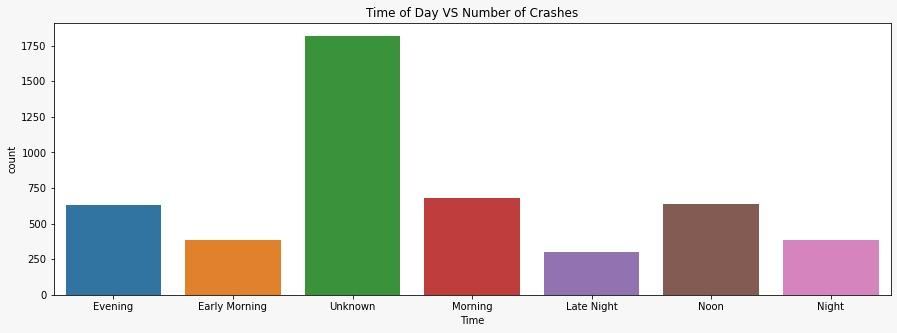 Time of Day VS Number of Crashes
1750
1500
1250
1000
750
500
250
0
count
Evening Early Morning Unknown Morning Late Night Noon Night
Time